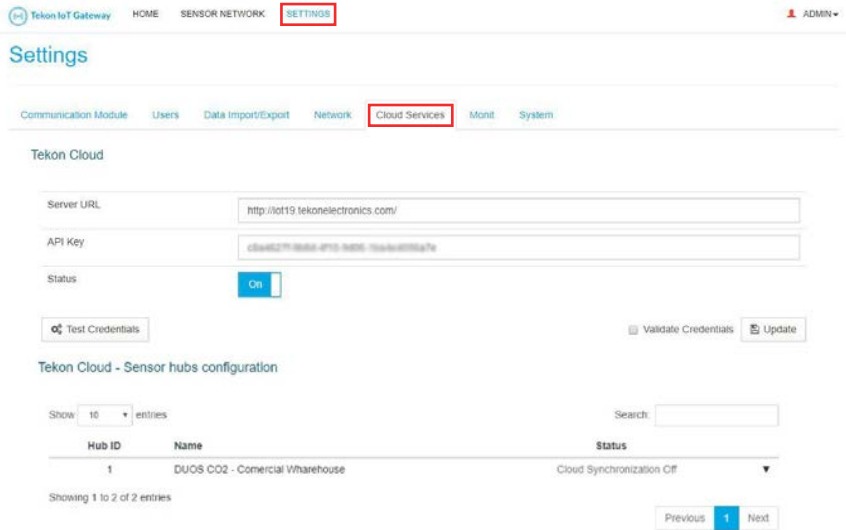 Tekon IoT Gateway HOME SENSOR NETWORK SETTINGS ADMIN
Settings
Communication Module Users Data Import/Export Network Cloud Services Monit System
Tekon Cloud
Server URL http://iot19.tekonelectronics.com/
API Key
Status On
Test Credentials Validate Credentials Update
Tekon Cloud - Sensor hubs configuration
Show 10 entries Search:
Hub ID Name Status
1 DUOS CO2 - Comercial Wharehouse Cloud Synchronization Off
Showing 1 to 2 of 2 entries
Previous 1 Next